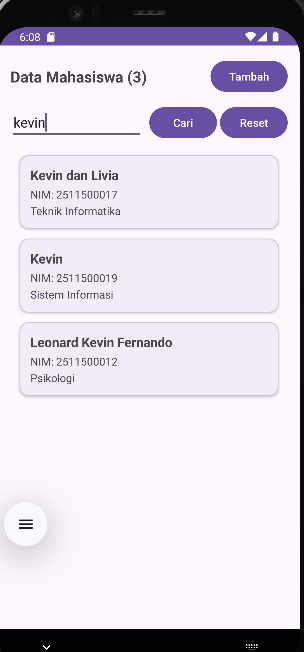 6:08
Data Mahasiswa (3)
Tambah
kevin
Cari
Reset
Kevin dan Livia
NIM: 2511500017
Teknik Informatika
Kevin
NIM: 2511500019
Sistem Informasi
Leonard Kevin Fernando
NIM: 2511500012
Psikologi